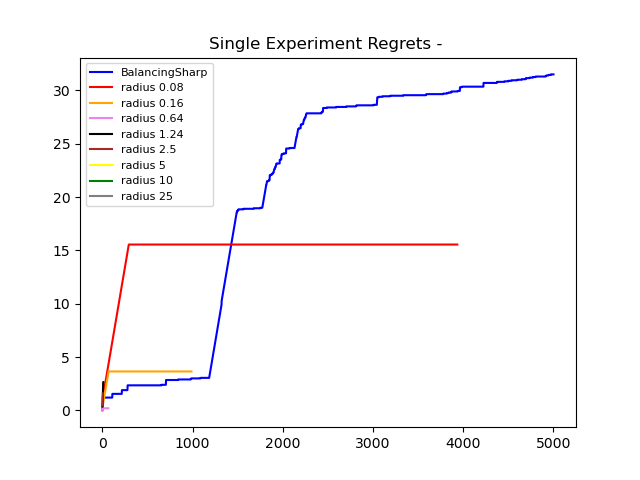 Single Experiment Regrets -
BalancingSharp
radius 0.08
radius 0.16
radius 0.64
radius 1.24
radius 2.5
radius 5
radius 10
radius 25
30
25
20
15
10
5
0
0 1000 2000 3000 4000 5000